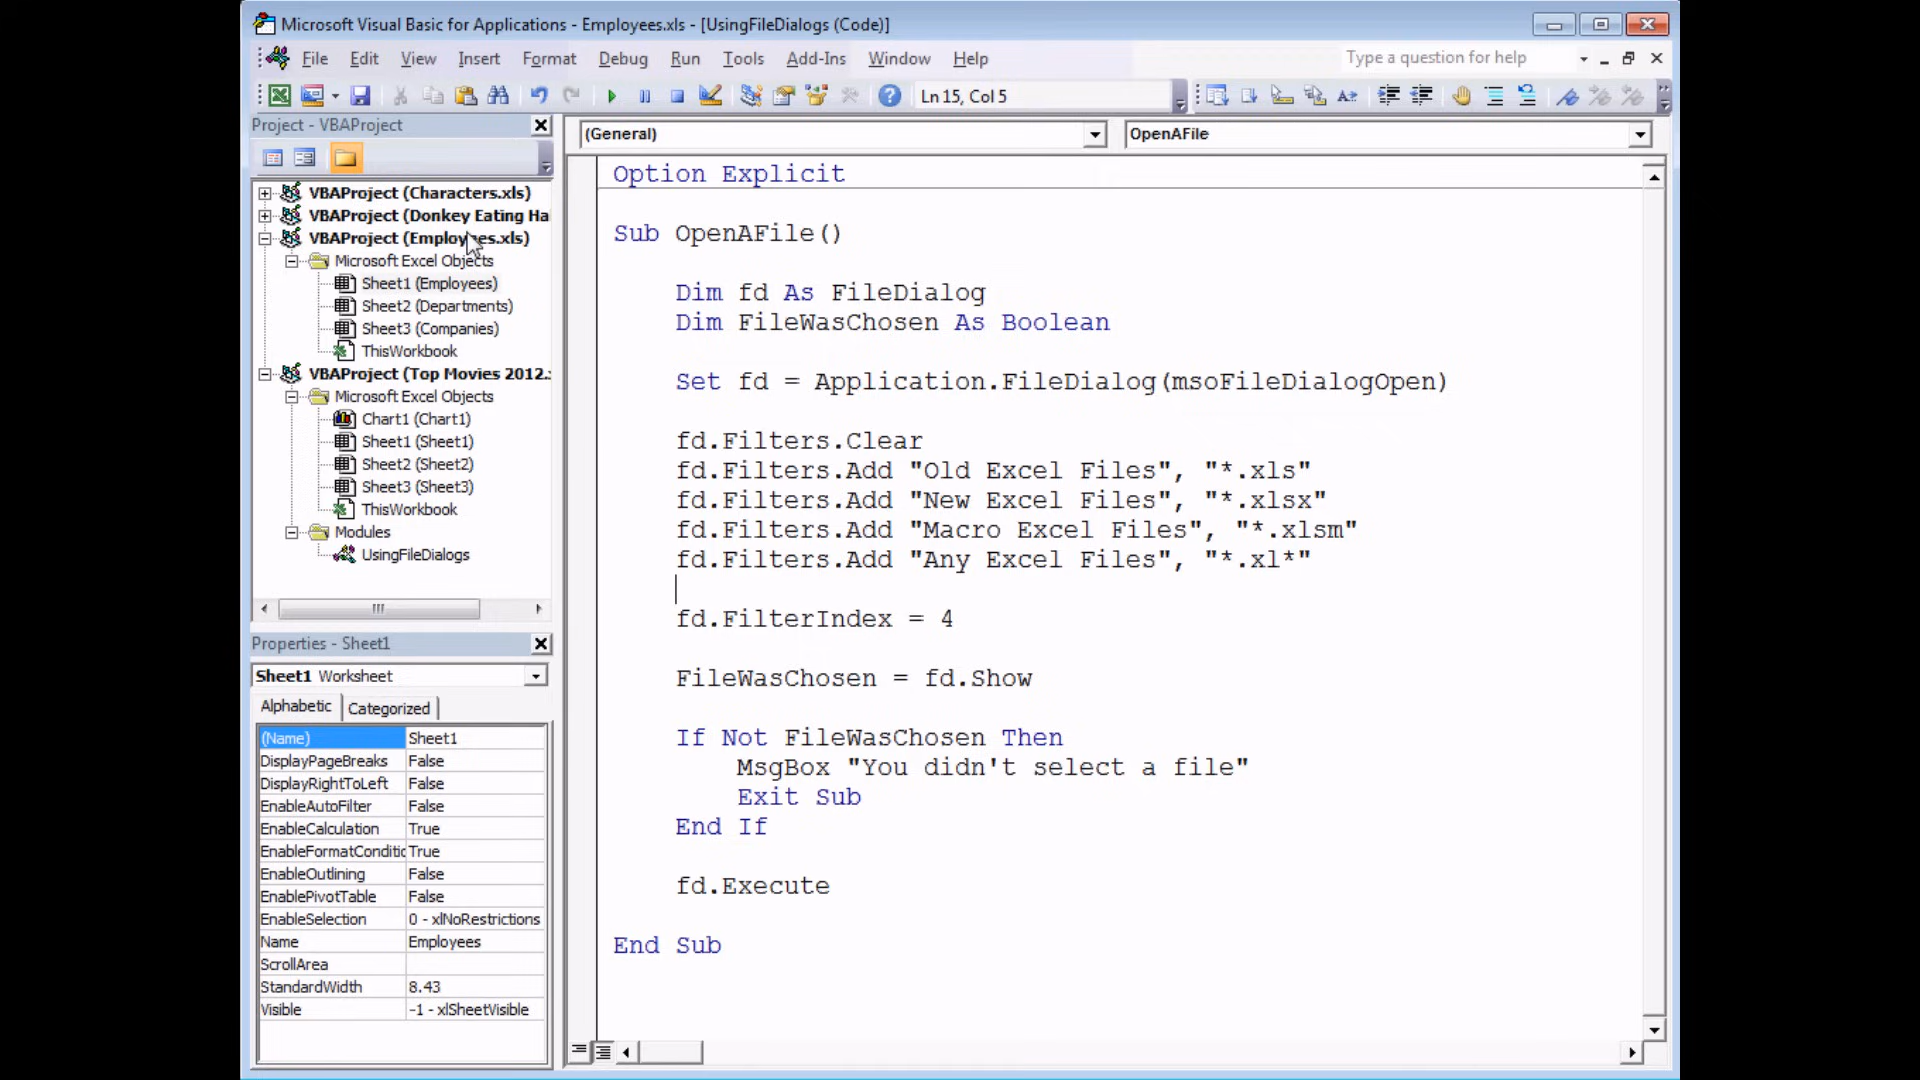 Microsoft Visual Basic for Applications - Employees.xls - [UsingFileDialogs (Code)]
File Edit View Insert Format Debug Run Tools Add-Ins Window Help
Type a question for help
Ln 15, Col 5
Project - VBAProject
(General)
OpenAFile
VBAProject (Characters.xls)
VBAProject (Donkey Eating Ha
VBAProject (Employees.xls)
Microsoft Excel Objects
Sheet1 (Employees)
Sheet2 (Departments)
Sheet3 (Companies)
ThisWorkbook
VBAProject (Top Movies 2012.
Microsoft Excel Objects
Chart1 (Chart1)
Sheet1 (Sheet1)
Sheet2 (Sheet2)
Sheet3 (Sheet3)
ThisWorkbook
Modules
UsingFileDialogs
Properties - Sheet1
Sheet1 Worksheet
Alphabetic Categorized
(Name) Sheet1
DisplayPageBreaks False
DisplayRightToLeft False
EnableAutoFilter False
EnableCalculation True
EnableFormatConditio True
EnableOutlining False
EnablePivotTable False
EnableSelection 0 - xlNoRestrictions
Name Employees
ScrollArea
StandardWidth 8.43
Visible -1 - xlSheetVisible
Option Explicit
Sub OpenAFile()
Dim fd As FileDialog
Dim FileWasChosen As Boolean
Set fd = Application.FileDialog(msoFileDialogOpen)
fd.Filters.Clear
fd.Filters.Add "Old Excel Files", "*.xls"
fd.Filters.Add "New Excel Files", "*.xlsx"
fd.Filters.Add "Macro Excel Files", "*.xlsm"
fd.Filters.Add "Any Excel Files", "*.xl*"
fd.FilterIndex = 4
FileWasChosen = fd.Show
If Not FileWasChosen Then
MsgBox "You didn't select a file"
Exit Sub
End If
fd.Execute
End Sub